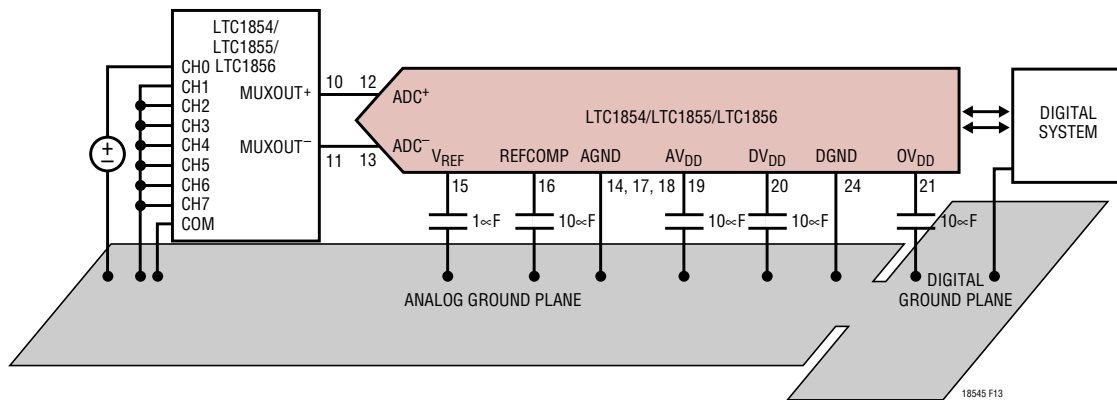 LTC1854/
LTC1855/
LTC1856
CH0
CH1
CH2
CH3
CH4
CH5
CH6
CH7
COM
MUXOUT+
MUXOUT–
10 12
11 13
+
–
ADC+
ADC–
LTC1854/LTC1855/LTC1856
VREF REFCOMP AGND AVDD DVDD DGND OVDD
15 16 14, 17, 18 19 20 24 21
1∝F 10∝F 10∝F 10∝F 10∝F
DIGITAL
SYSTEM
ANALOG GROUND PLANE
DIGITAL
GROUND PLANE
18545 F13